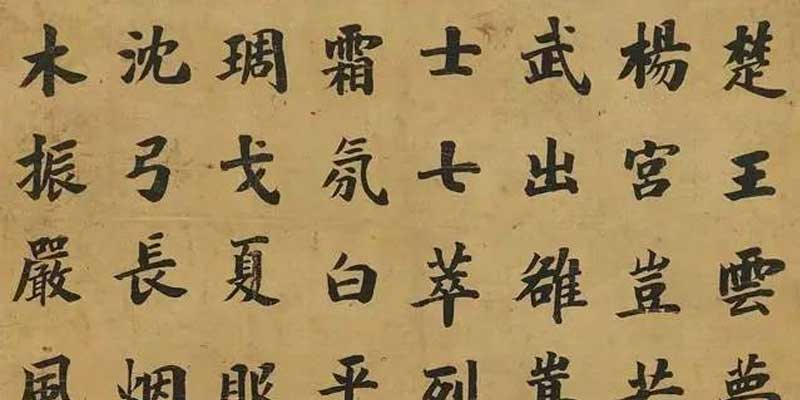 楚王雲夢
楊宮豈若
武出雒嵩
士七萃列
霜氛白平
琱戈夏服
沈弓長烟
木振嚴風